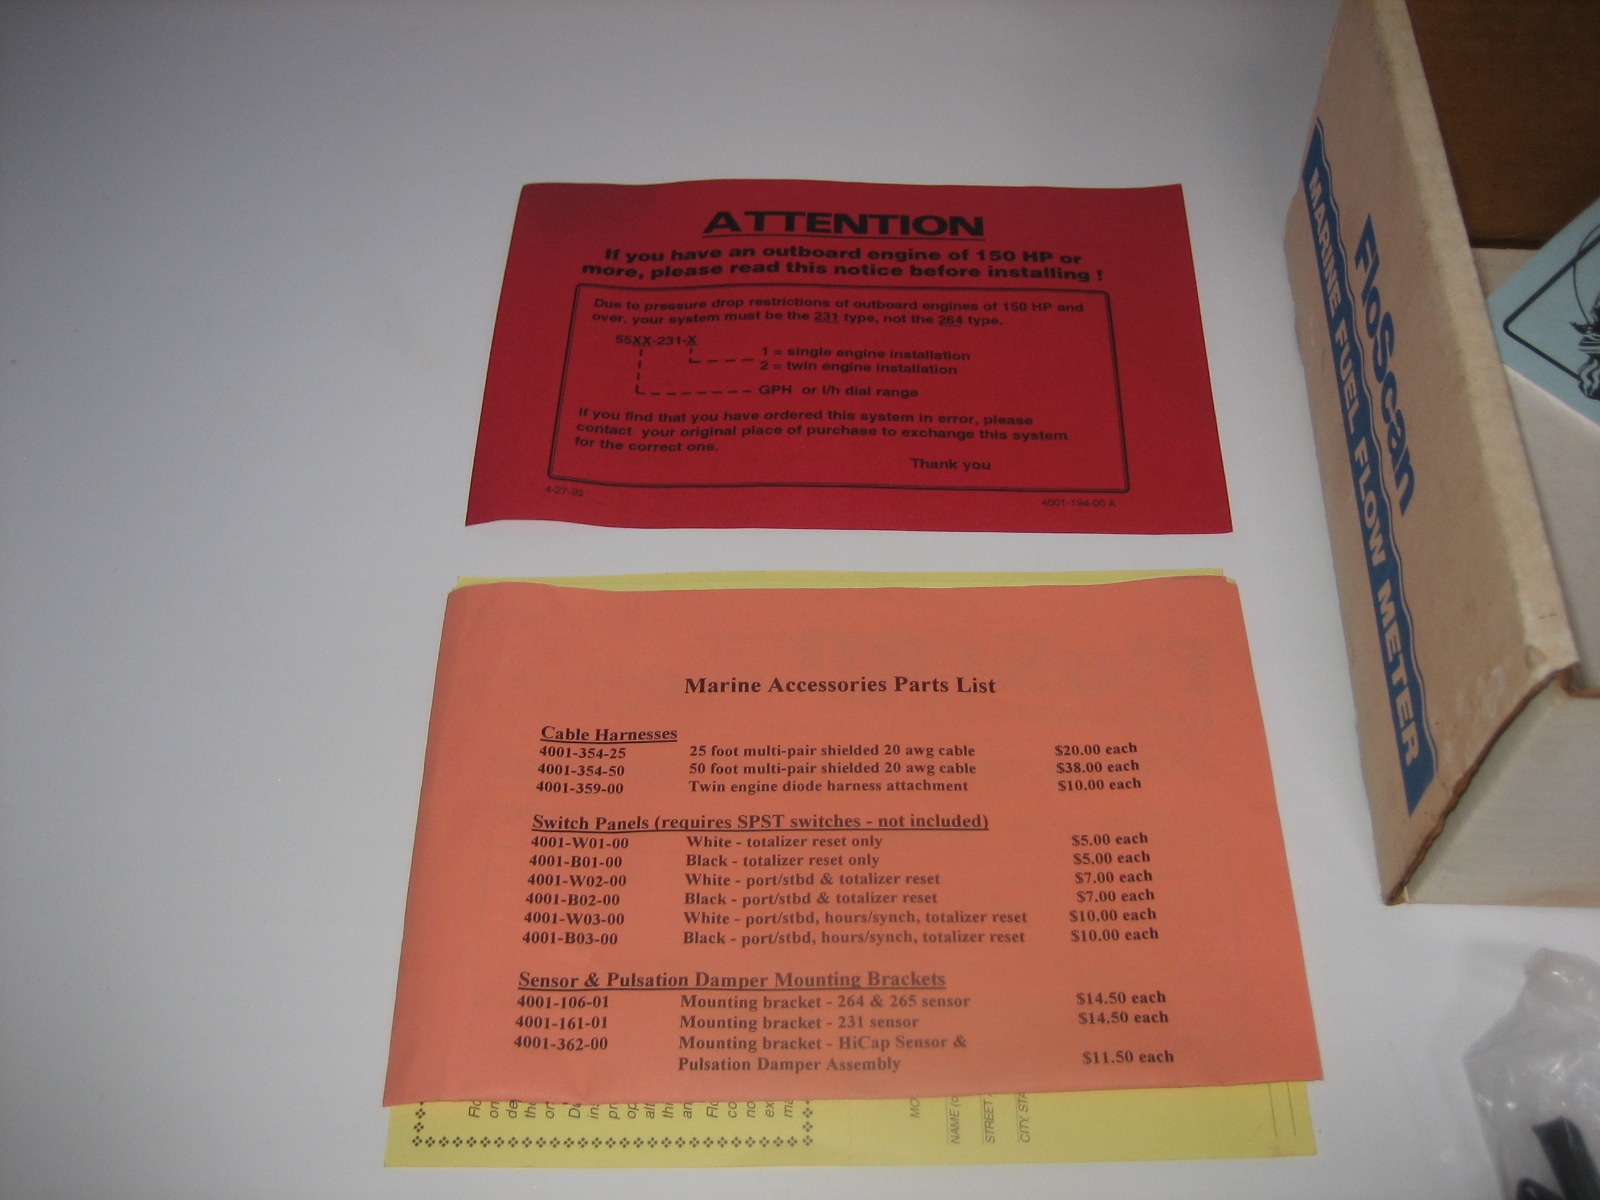 ATTENTION
If you have an outboard engine of 150 HP or
more, please read this notice before installing !
Due to pressure drop restrictions of outboard engines of 150 HP and
over, your system must be the 231 type, not the 264 type.
55XX-231-X
1 = single engine installation
2 = twin engine installation
GPH or l/h dial range
If you find that you have ordered this system in error, please
contact your original place of purchase to exchange this system
for the correct one.
Thank you
4-27-93
4001-194-00 A
Marine Accessories Parts List
Cable Harnesses
4001-354-25 25 foot multi-pair shielded 20 awg cable $20.00 each
4001-354-50 50 foot multi-pair shielded 20 awg cable $38.00 each
4001-359-00 Twin engine diode harness attachment $10.00 each
Switch Panels (requires SPST switches - not included)
4001-W01-00 White - totalizer reset only $5.00 each
4001-B01-00 Black - totalizer reset only $5.00 each
4001-W02-00 White - port/stbd & totalizer reset $7.00 each
4001-B02-00 Black - port/stbd & totalizer reset $7.00 each
4001-W03-00 White - port/stbd, hours/synch, totalizer reset $10.00 each
4001-B03-00 Black - port/stbd, hours/synch, totalizer reset $10.00 each
Sensor & Pulsation Damper Mounting Brackets
4001-106-01 Mounting bracket - 264 & 265 sensor $14.50 each
4001-161-01 Mounting bracket - 231 sensor $14.50 each
4001-362-00 Mounting bracket - HiCap Sensor &
Pulsation Damper Assembly $11.50 each
NAME
STREET
CITY, STA
FloScan
MARINE FUEL FLOW METER